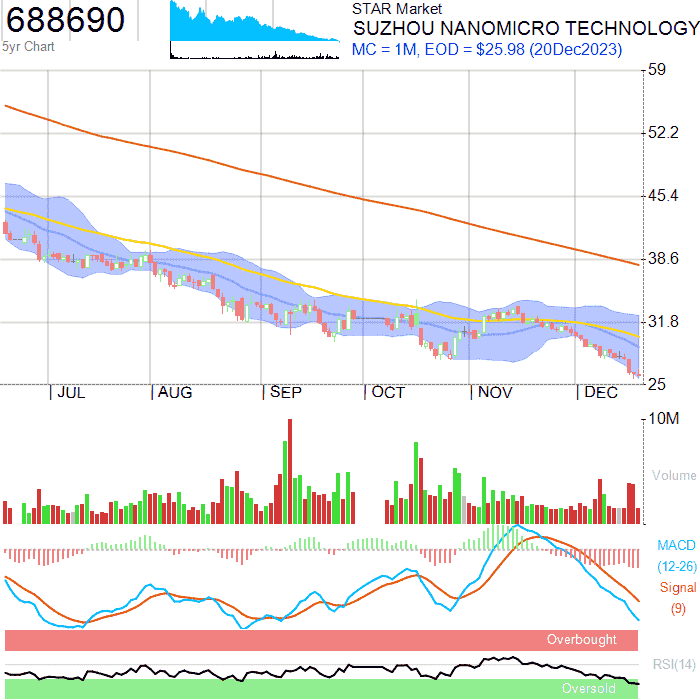 688690
5yr Chart
STAR Market
SUZHOU NANOMICRO TECHNOLOGY
MC = 1M, EOD = $25.98 (20Dec2023)
59
52.2
45.4
38.6
31.8
25
JUL
AUG
SEP
OCT
NOV
DEC
10M
Volume
MACD
(12-26)
Signal
(9)
Overbought
RSI(14)
Oversold